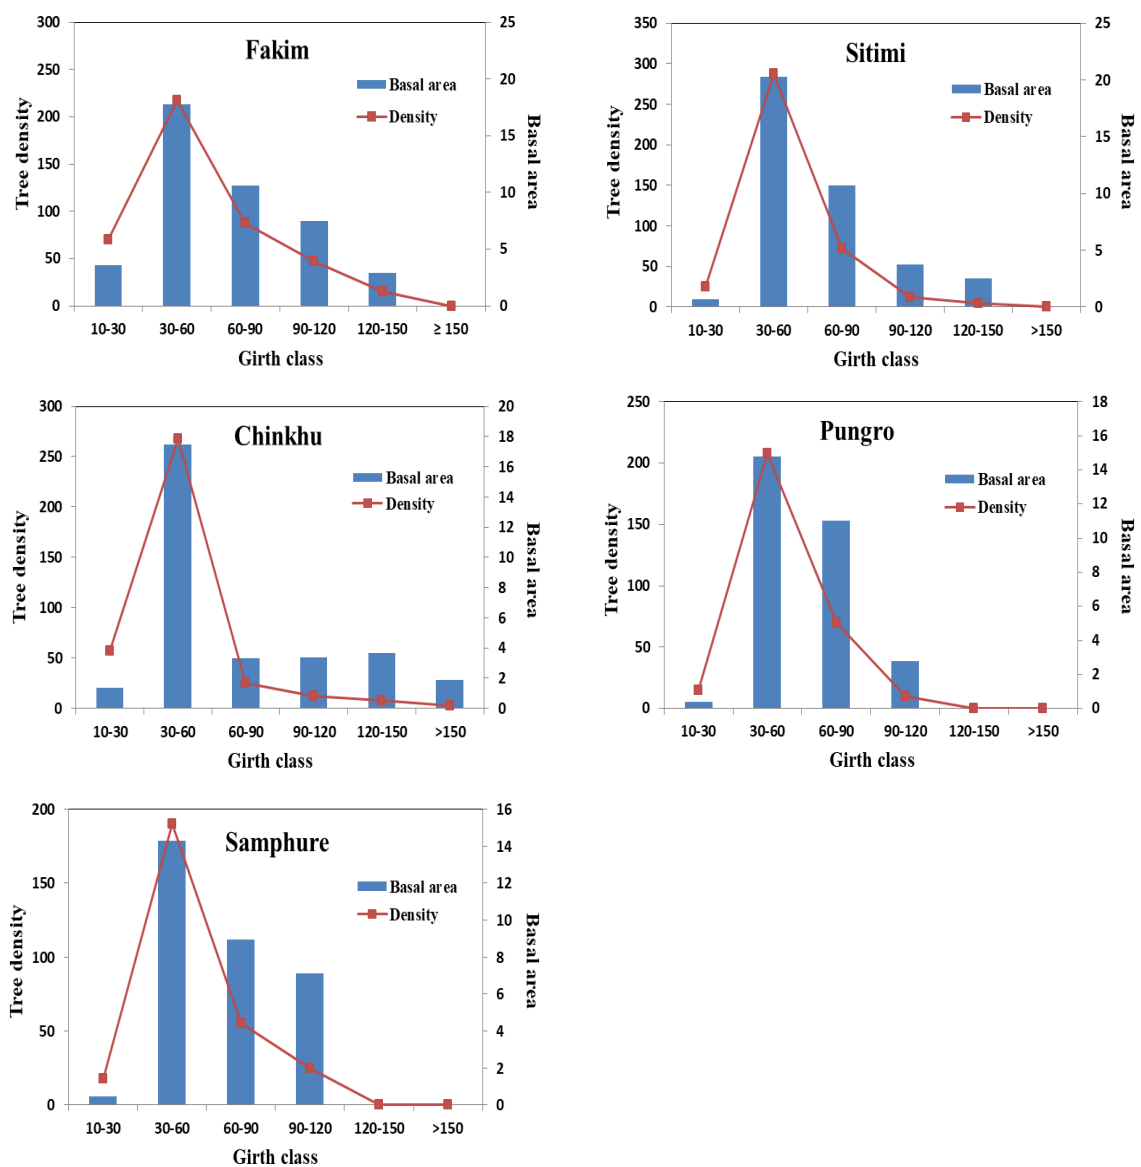 Fakim
300
250
200
150
100
50
0
25
20
15
10
5
0
Tree density
Basal area
Basal area
Density
10-30 30-60 60-90 90-120 120-150 ≥ 150
Girth class
Sitimi
350
300
250
200
150
100
50
0
25
20
15
10
5
0
Tree density
Basal area
Basal area
Density
10-30 30-60 60-90 90-120 120-150 >150
Girth class
Chinkhu
300
250
200
150
100
50
0
20
18
16
14
12
10
8
6
4
2
0
Tree density
Basal area
Basal area
Density
10-30 30-60 60-90 90-120 120-150 >150
Girth class
Pungro
250
200
150
100
50
0
18
16
14
12
10
8
6
4
2
0
Tree density
Basal area
Basal area
Density
10-30 30-60 60-90 90-120 120-150 >150
Girth class
Samphure
200
150
100
50
0
16
14
12
10
8
6
4
2
0
Tree density
Basal area
Basal area
Density
10-30 30-60 60-90 90-120 120-150 >150
Girth class